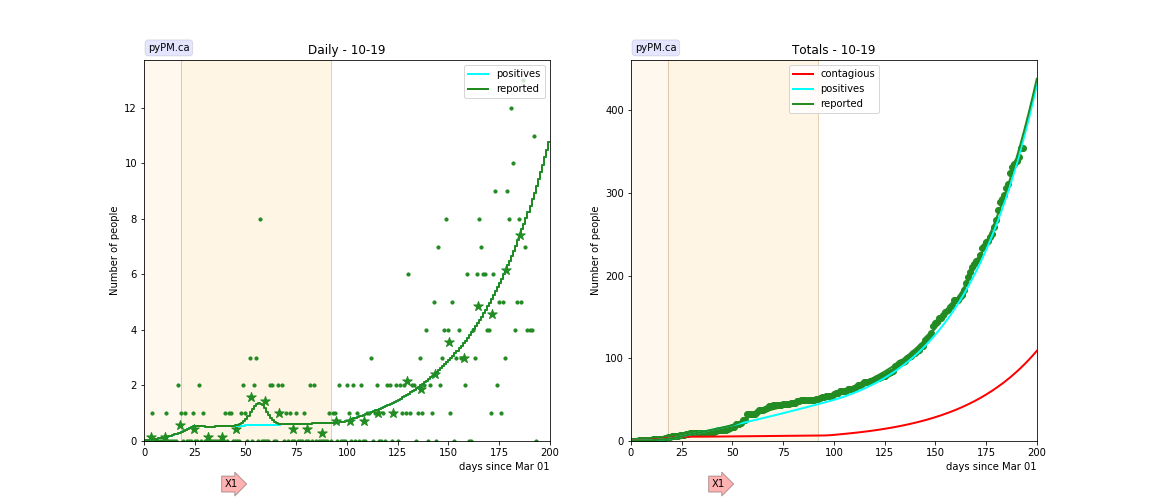 pyPM.ca
Daily - 10-19
positives
reported
Number of people
12
10
8
6
4
2
0
0
25
50
75
100
125
150
175
200
days since Mar 01
X1
pyPM.ca
Totals - 10-19
contagious
positives
reported
Number of people
400
300
200
100
0
0
25
50
75
100
125
150
175
200
days since Mar 01
X1